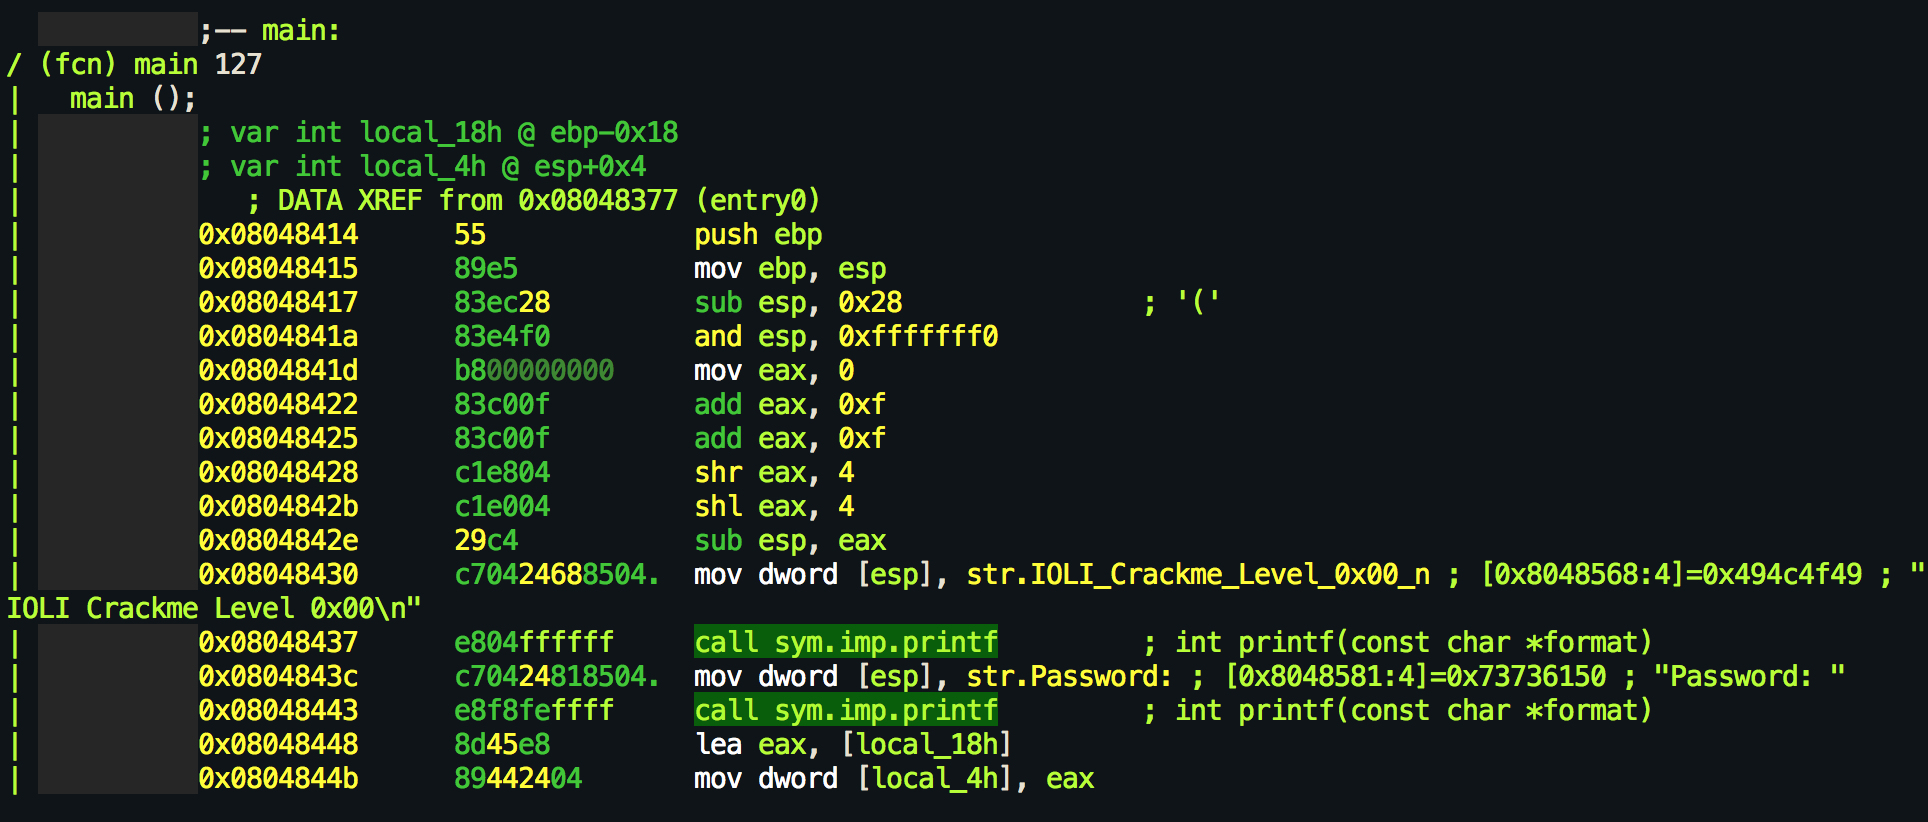 ;-- main:
/ (fcn) main 127
|   main ();
|           ; var int local_18h @ ebp-0x18
|           ; var int local_4h @ esp+0x4
|              ; DATA XREF from 0x08048377 (entry0)
|           0x08048414      55             push ebp
|           0x08048415      89e5           mov ebp, esp
|           0x08048417      83ec28         sub esp, 0x28               ; '('
|           0x0804841a      83e4f0         and esp, 0xfffffff0
|           0x0804841d      b800000000     mov eax, 0
|           0x08048422      83c00f         add eax, 0xf
|           0x08048425      83c00f         add eax, 0xf
|           0x08048428      c1e804         shr eax, 4
|           0x0804842b      c1e004         shl eax, 4
|           0x0804842e      29c4           sub esp, eax
|           0x08048430      c70424688504.  mov dword [esp], str.IOLI_Crackme_Level_0x00_n ; [0x8048568:4]=0x494c4f49 ; "
IOLI Crackme Level 0x00\n"
|           0x08048437      e804ffffff     call sym.imp.printf         ; int printf(const char *format)
|           0x0804843c      c70424818504.  mov dword [esp], str.Password: ; [0x8048581:4]=0x73736150 ; "Password: "
|           0x08048443      e8f8feffff     call sym.imp.printf         ; int printf(const char *format)
|           0x08048448      8d45e8         lea eax, [local_18h]
|           0x0804844b      89442404       mov dword [local_4h], eax